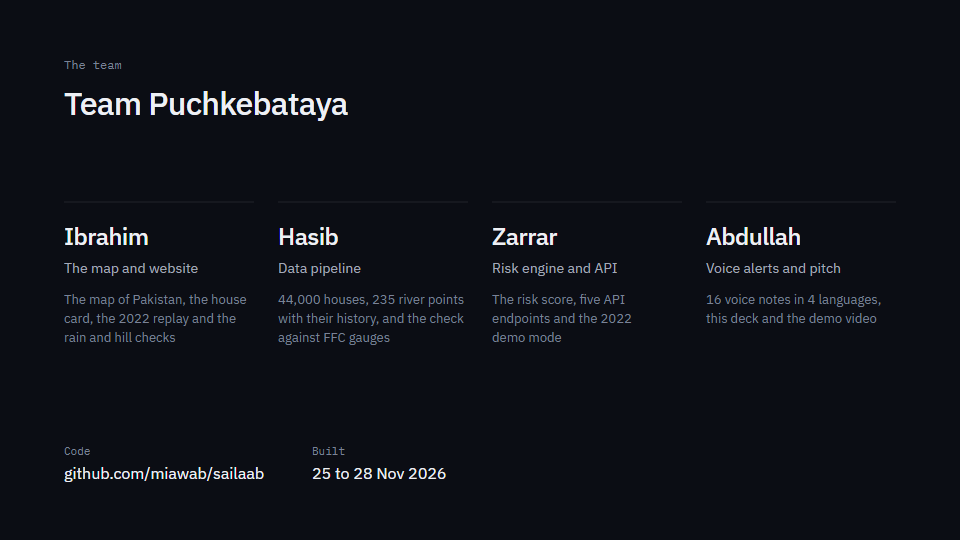 The team
Team Puchkebataya
Ibrahim
The map and website
The map of Pakistan, the house
card, the 2022 replay and the
rain and hill checks
Hasib
Data pipeline
44,000 houses, 235 river points
with their history, and the check
against FFC gauges
Zarrar
Risk engine and API
The risk score, five API
endpoints and the 2022
demo mode
Abdullah
Voice alerts and pitch
16 voice notes in 4 languages,
this deck and the demo video
Code
github.com/miawab/sailaab
Built
25 to 28 Nov 2026